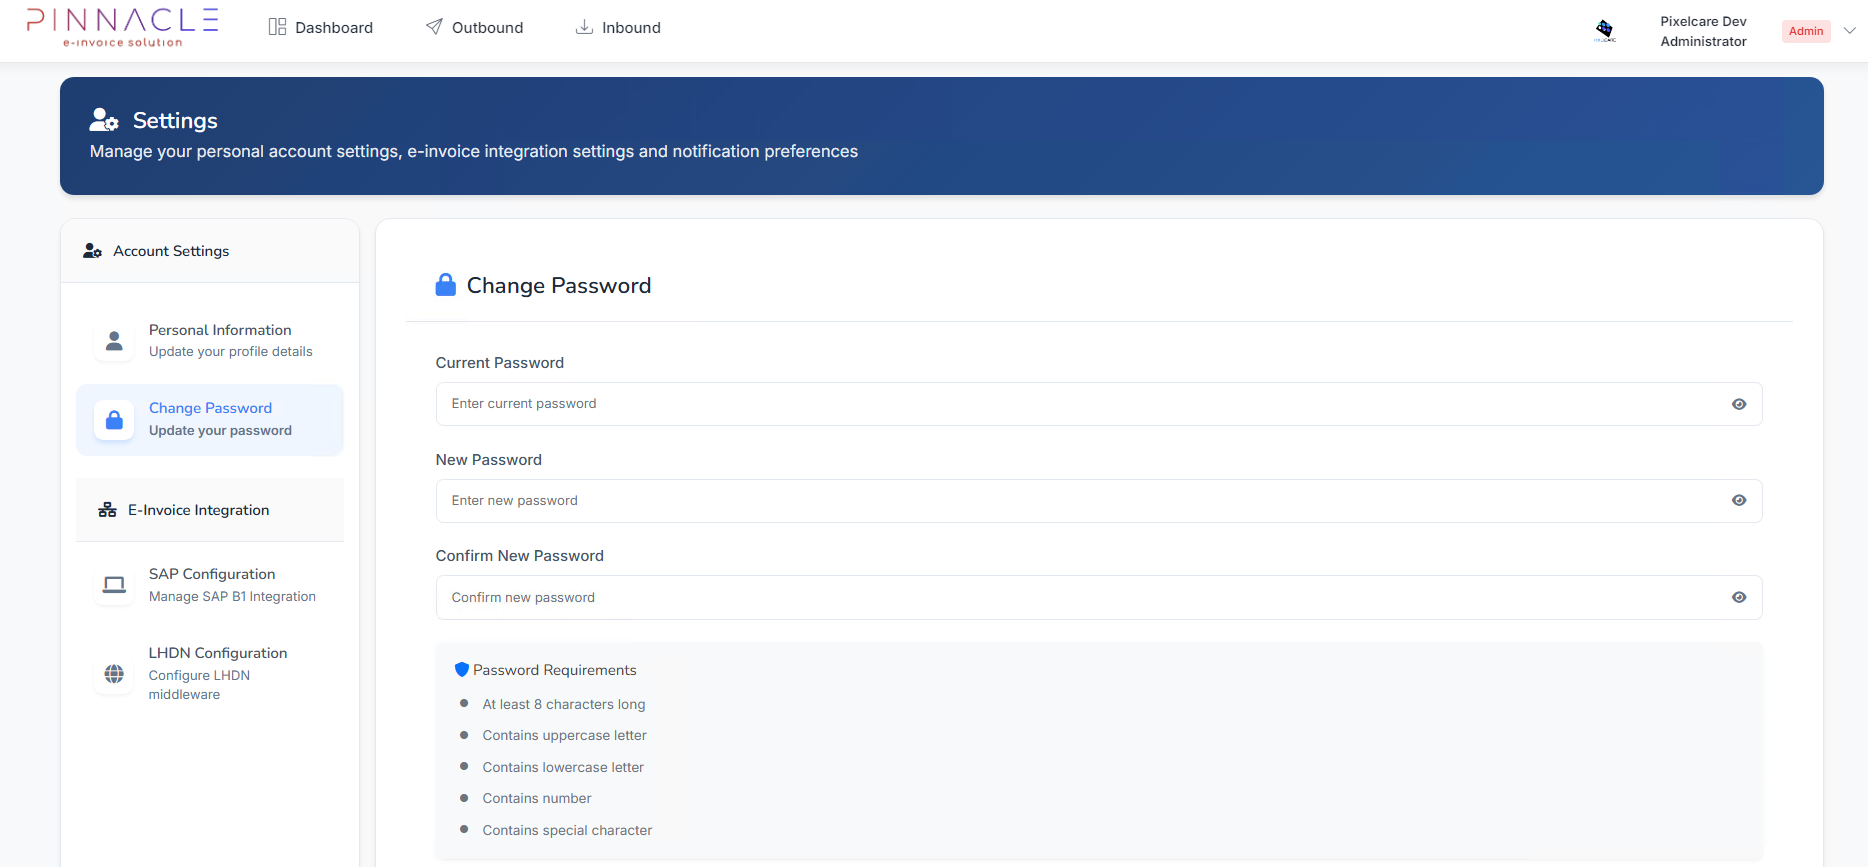 PINNACLE
e-invoice solution
Dashboard
Outbound
Inbound
Pixelcare Dev
Administrator
Admin
Settings
Manage your personal account settings, e-invoice integration settings and notification preferences
Account Settings
Personal Information
Update your profile details
Change Password
Update your password
E-Invoice Integration
SAP Configuration
Manage SAP B1 Integration
LHDN Configuration
Configure LHDN
middleware
Change Password
Current Password
Enter current password
New Password
Enter new password
Confirm New Password
Confirm new password
Password Requirements
At least 8 characters long
Contains uppercase letter
Contains lowercase letter
Contains number
Contains special character